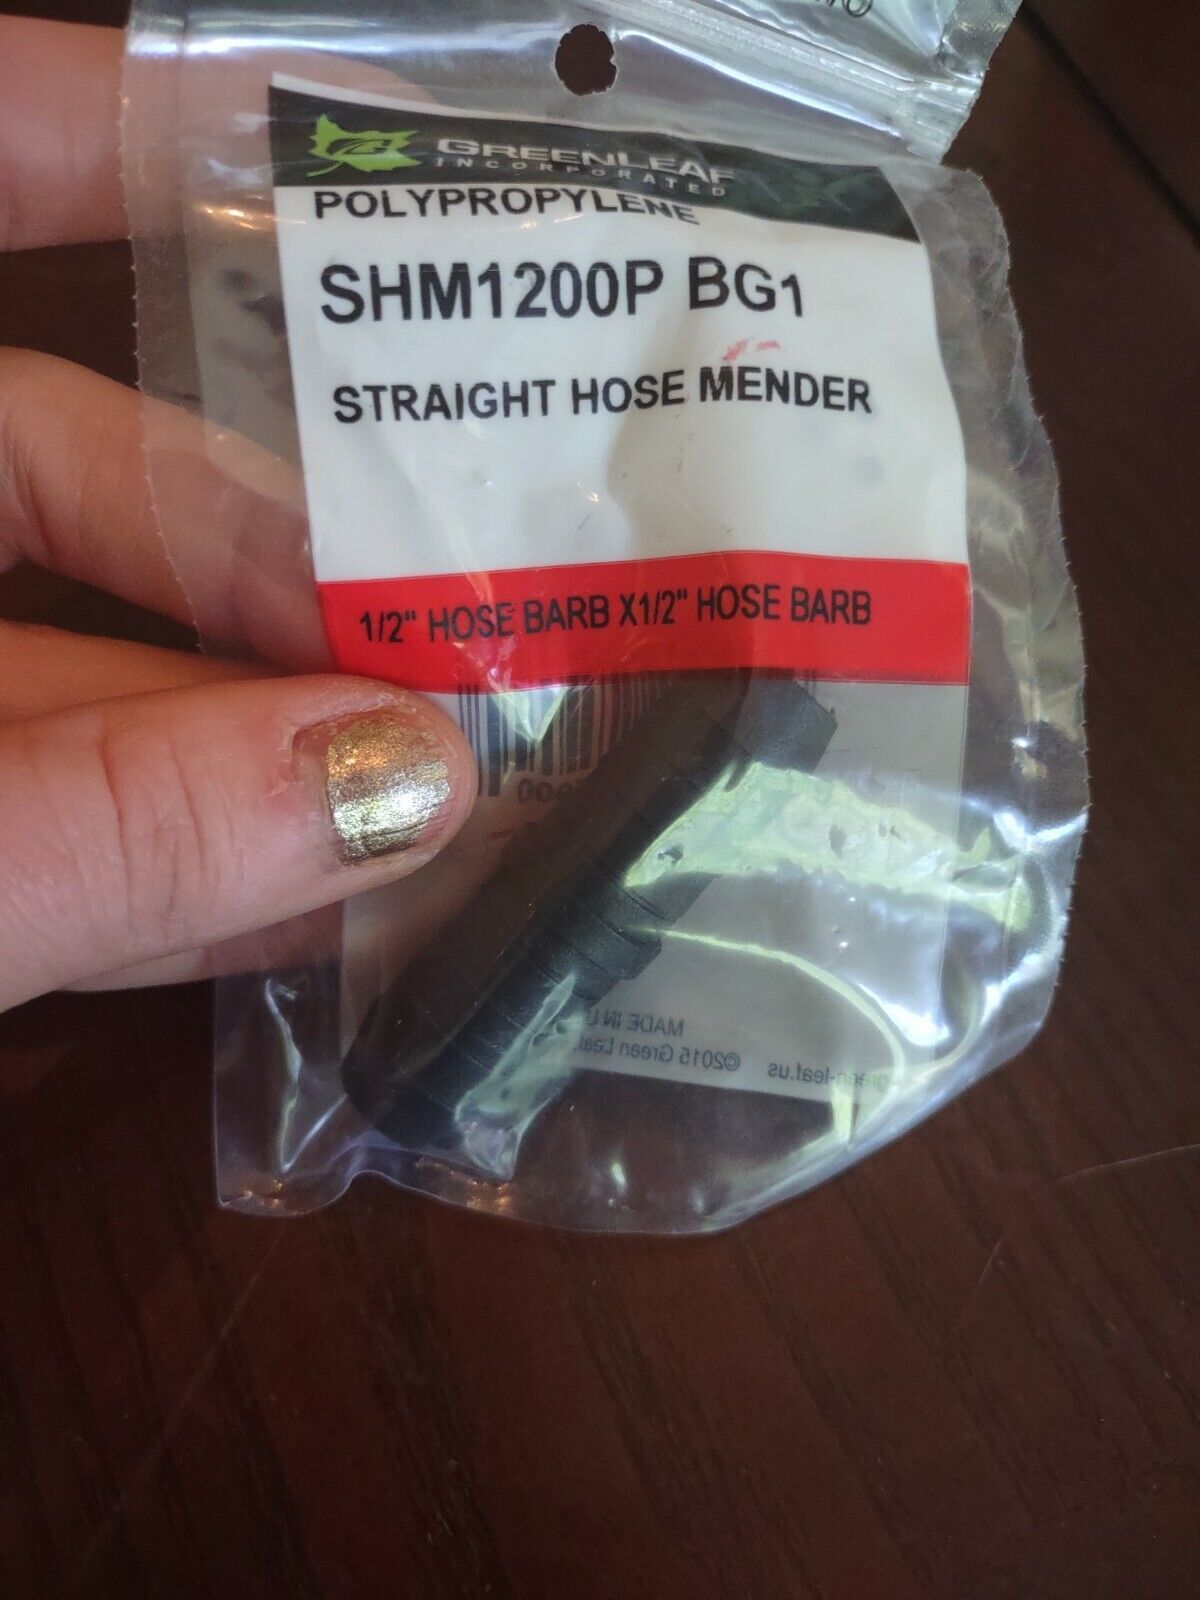 GREENLEAF
INCORPORATED
POLYPROPYLENE
SHM1200P BG1
STRAIGHT HOSE MENDER
1/2" HOSE BARB X1/2" HOSE BARB
MADE IN U
©2015 Green Leaf,
green-leaf.us